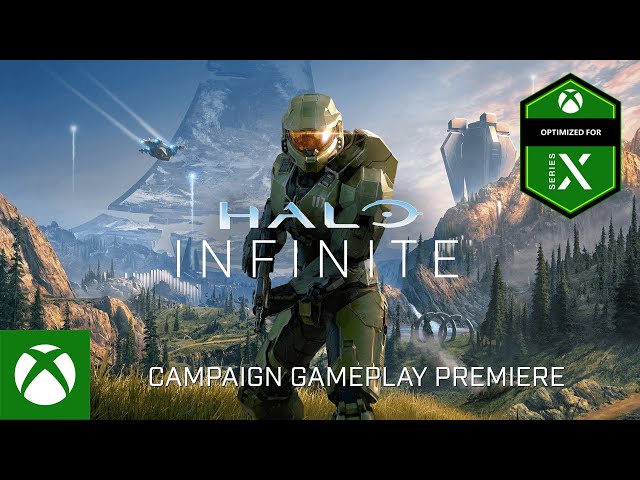 OPTIMIZED FOR
SERIES
X
HALO
INFINITE
CAMPAIGN GAMEPLAY PREMIERE